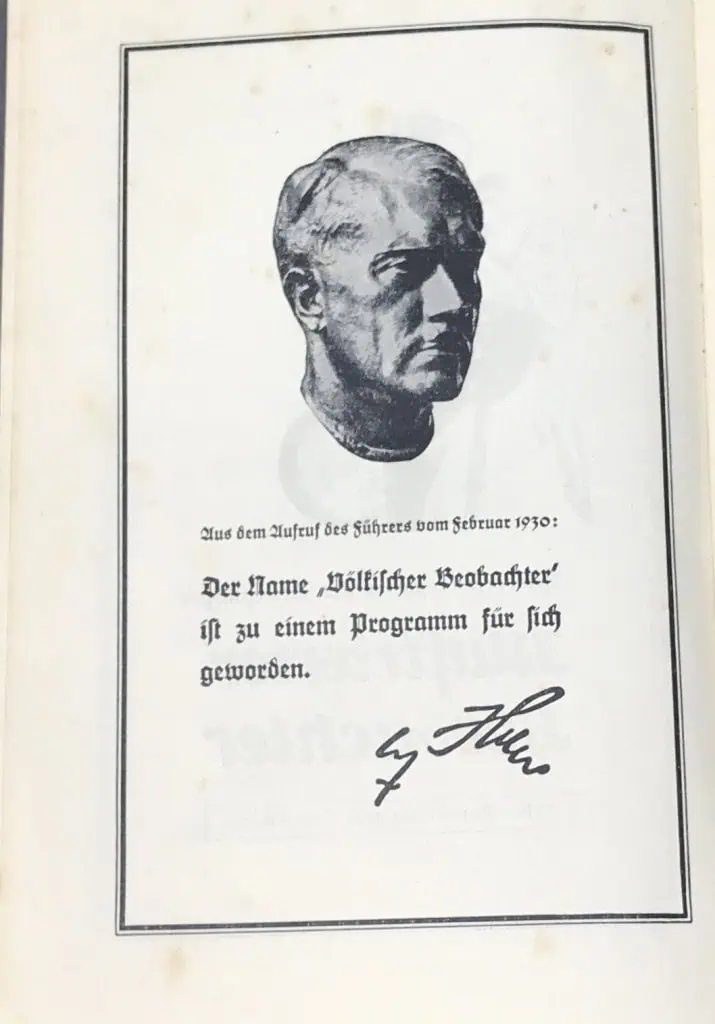 Aus dem Aufruf des Führers vom Februar 1930:
Der Name „Völkischer Beobachter“
ist zu einem Programm für sich
geworden.